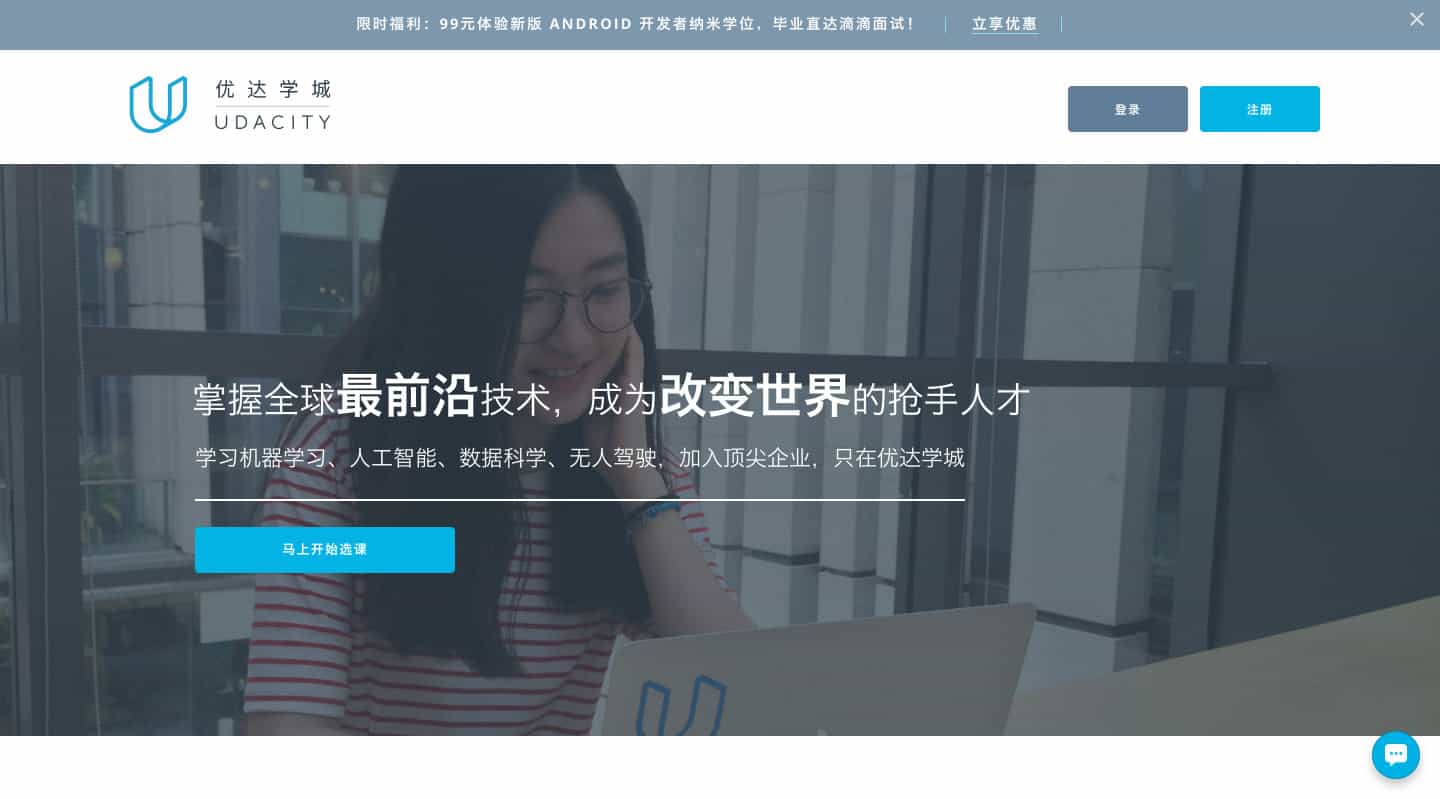 限时福利：99元体验新版 ANDROID 开发者纳米学位，毕业直达滴滴面试！ 立享优惠
优达学城
UDACITY
登录 注册
掌握全球最前沿技术，成为改变世界的抢手人才
学习机器学习、人工智能、数据科学、无人驾驶，加入顶尖企业，只在优达学城
马上开始选课